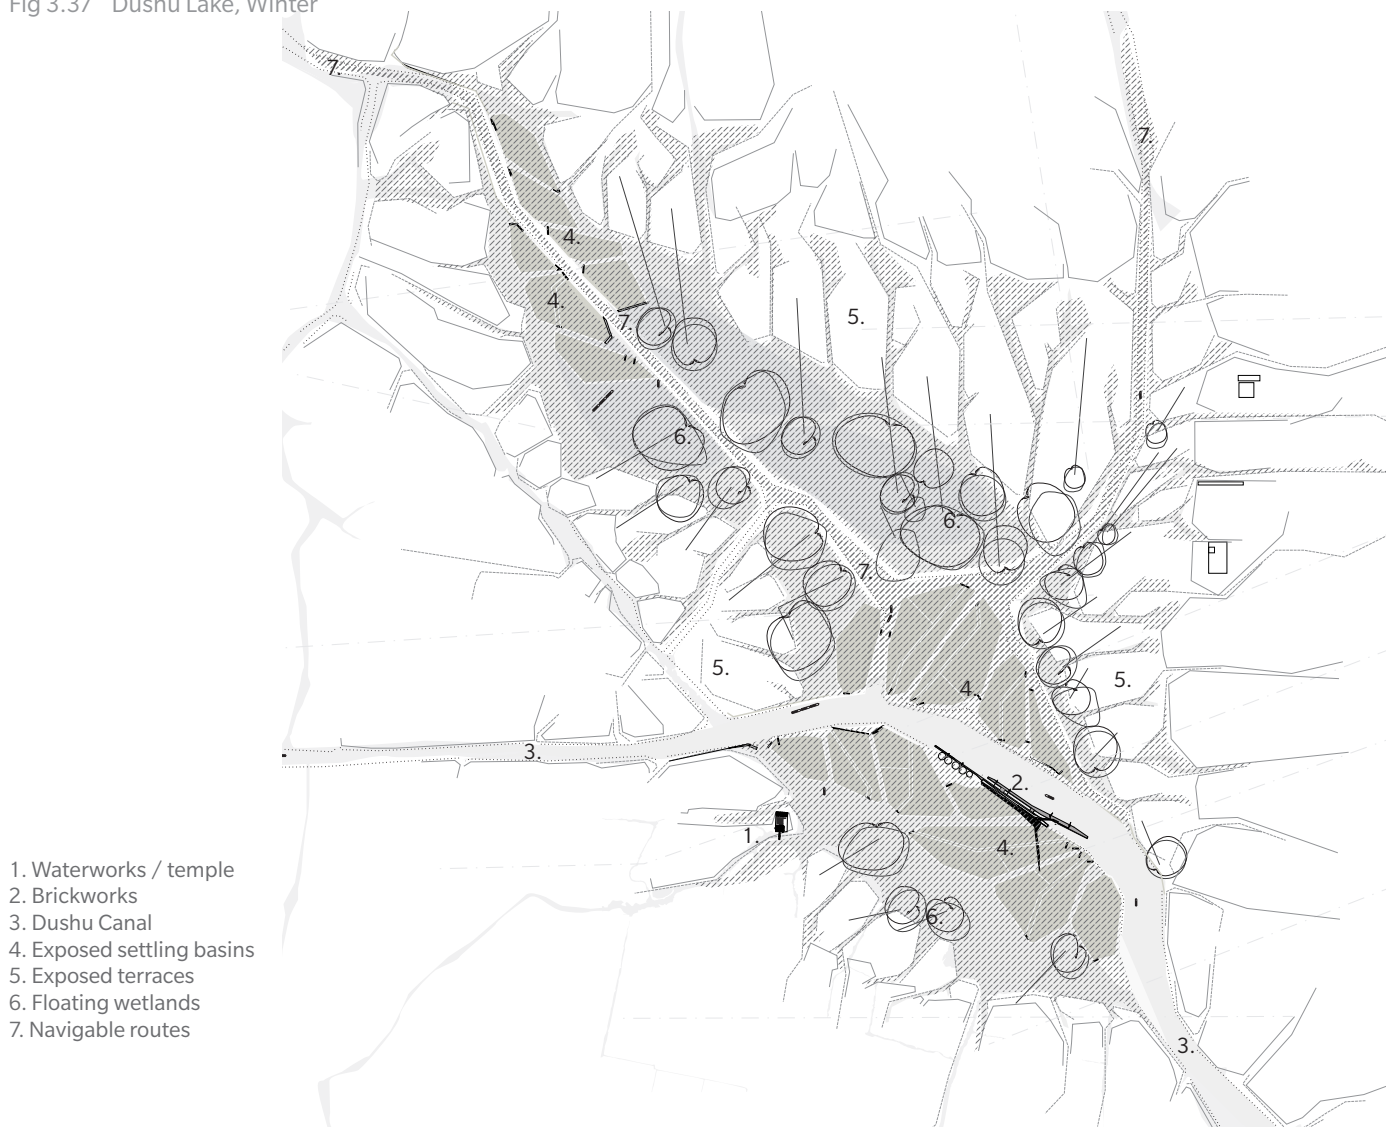 Fig 3.37 Dushu Lake, Winter
7.
7.
4.
4.
7.
5.
6.
6.
7.
5.
5.
4.
3.
2.
1.
4.
6.
3.
1. Waterworks / temple
2. Brickworks
3. Dushu Canal
4. Exposed settling basins
5. Exposed terraces
6. Floating wetlands
7. Navigable routes